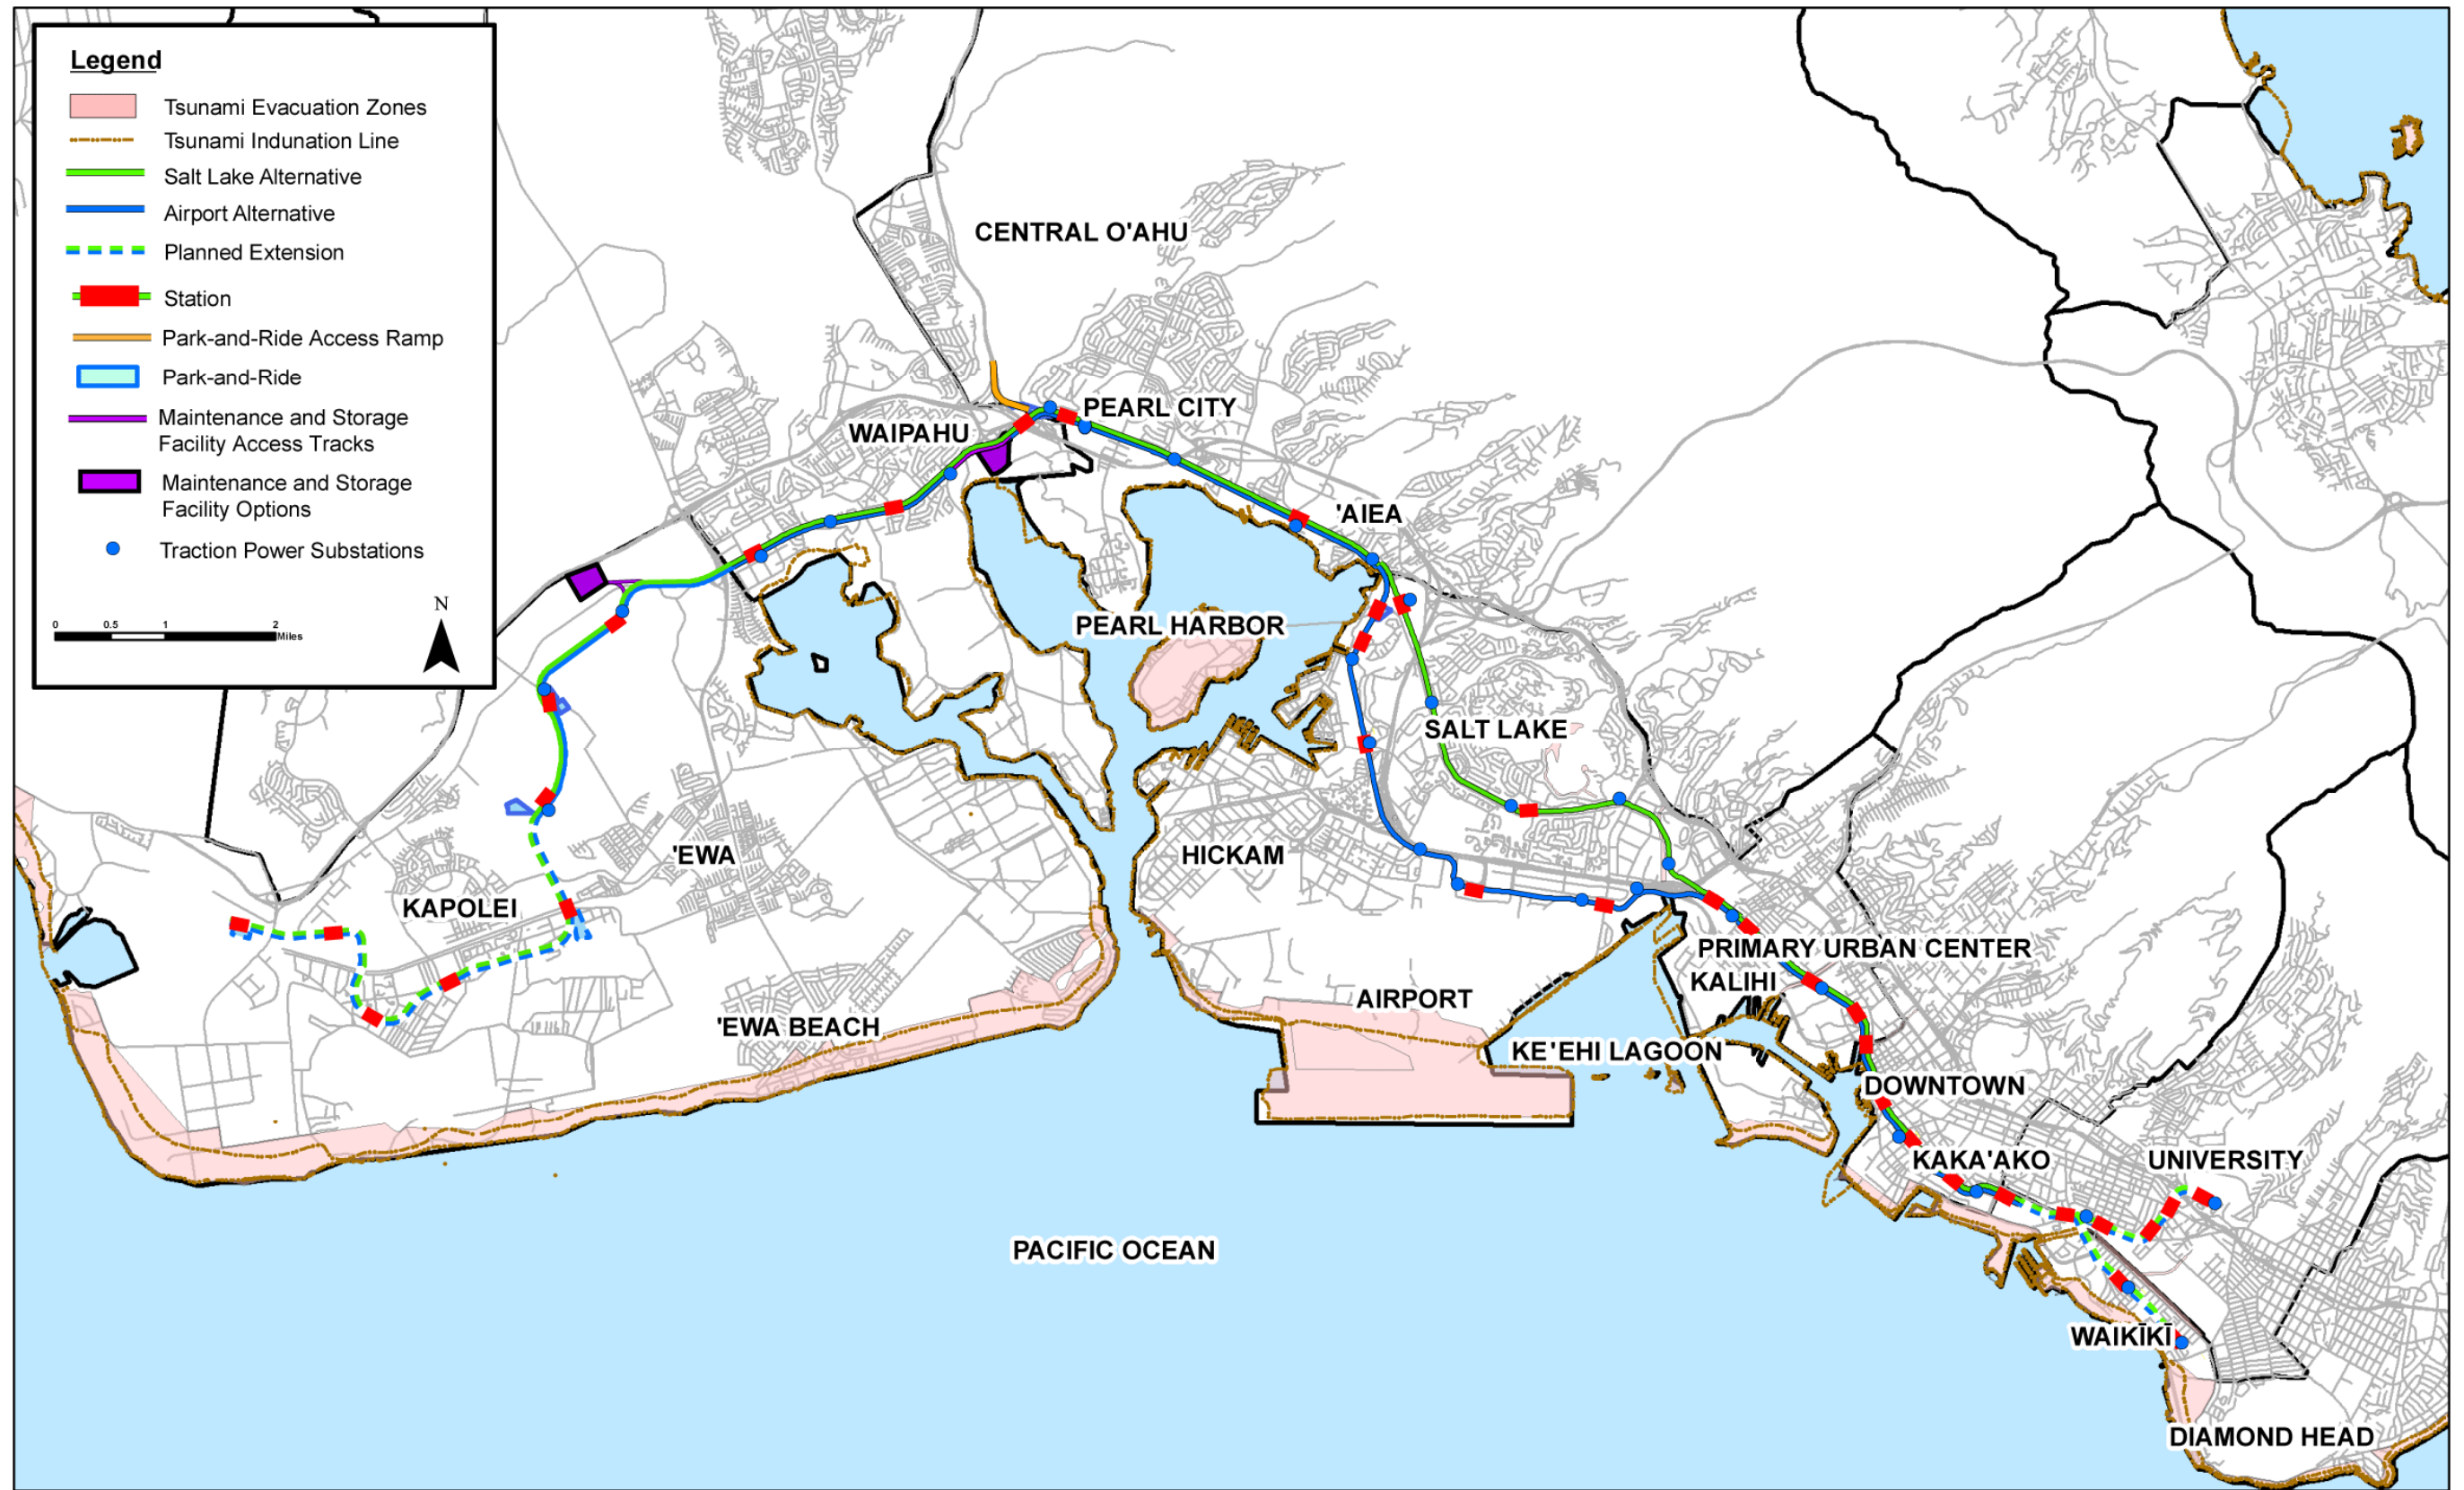 Legend
Tsunami Evacuation Zones
Tsunami Indunation Line
Salt Lake Alternative
Airport Alternative
Planned Extension
Station
Park-and-Ride Access Ramp
Park-and-Ride
Maintenance and Storage
Facility Access Tracks
Maintenance and Storage
Facility Options
Traction Power Substations
N
0 0.5 1 2
Miles
CENTRAL O'AHU
PEARL CITY
WAIPAHU
'AIEA
PEARL HARBOR
SALT LAKE
'EWA
HICKAM
KAPOLEI
PRIMARY URBAN CENTER
KALIHI
AIRPORT
'EWA BEACH
KE'EHI LAGOON
DOWNTOWN
KAKA'AKO
UNIVERSITY
PACIFIC OCEAN
WAIKĪKĪ
DIAMOND HEAD